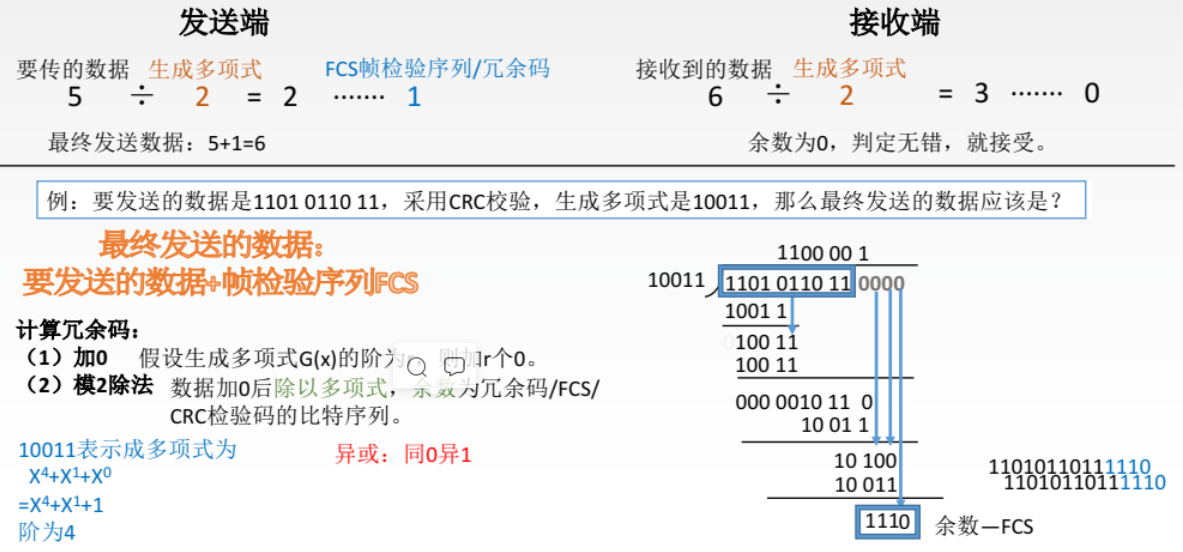 发送端
接收端
要传的数据 生成多项式 FCS帧检验序列/冗余码
5 ÷ 2 = 2 ······· 1
最终发送数据：5+1=6
接收到的数据 生成多项式
6 ÷ 2 = 3 ······· 0
余数为0，判定无错，就接受。
例：要发送的数据是1101 0110 11，采用CRC校验，生成多项式是10011，那么最终发送的数据应该是？
最终发送的数据：
要发送的数据+帧检验序列FCS
计算冗余码：
（1）加0 假设生成多项式G(x)的阶为 加r个0。
（2）模2除法 数据加0后除以多项式，余数为冗余码/FCS/
CRC检验码的比特序列。
10011表示成多项式为
X⁴+X¹+X⁰
=X⁴+X¹+1
阶为4
异或：同0异1
1100 00 1
10011 1101 0110 11 0000
1001 1
0100 11
100 11
000 0010 11 0
10 01 1
10 100
10 011
1110 余数—FCS
11010110111110
11010110111110